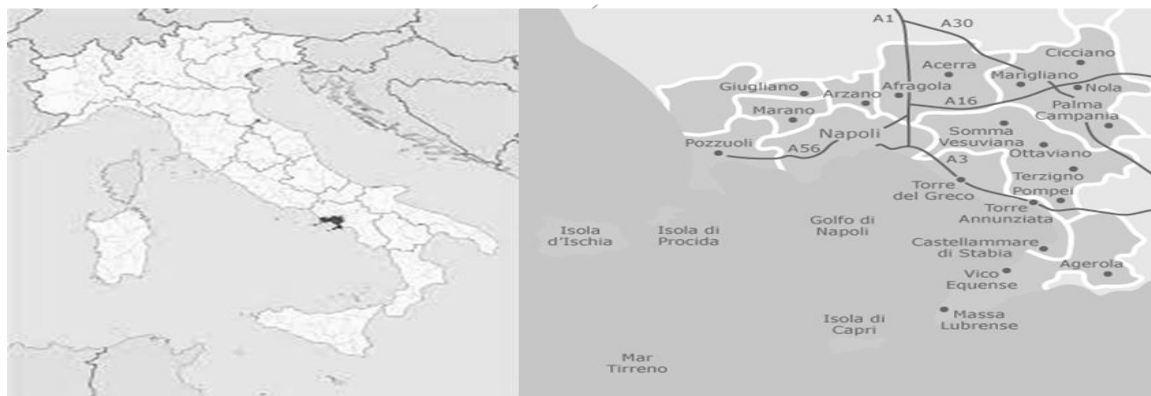 A1
A30
Cicciano
Acerra
Giugliano
Marigliano
Arzano
Afragola
Nola
A16
Marano
Palma
Campania
Napoli
Somma
Vesuviana
Pozzuoli
A56
A3
Ottaviano
Terzigno
Torre
del Greco
Pompei
Torre
Annunziata
Isola
d'Ischia
Isola di
Procida
Golfo di
Napoli
Castellammare
di Stabia
Agerola
Vico
Equense
Isola di
Capri
Massa
Lubrense
Mar
Tirreno